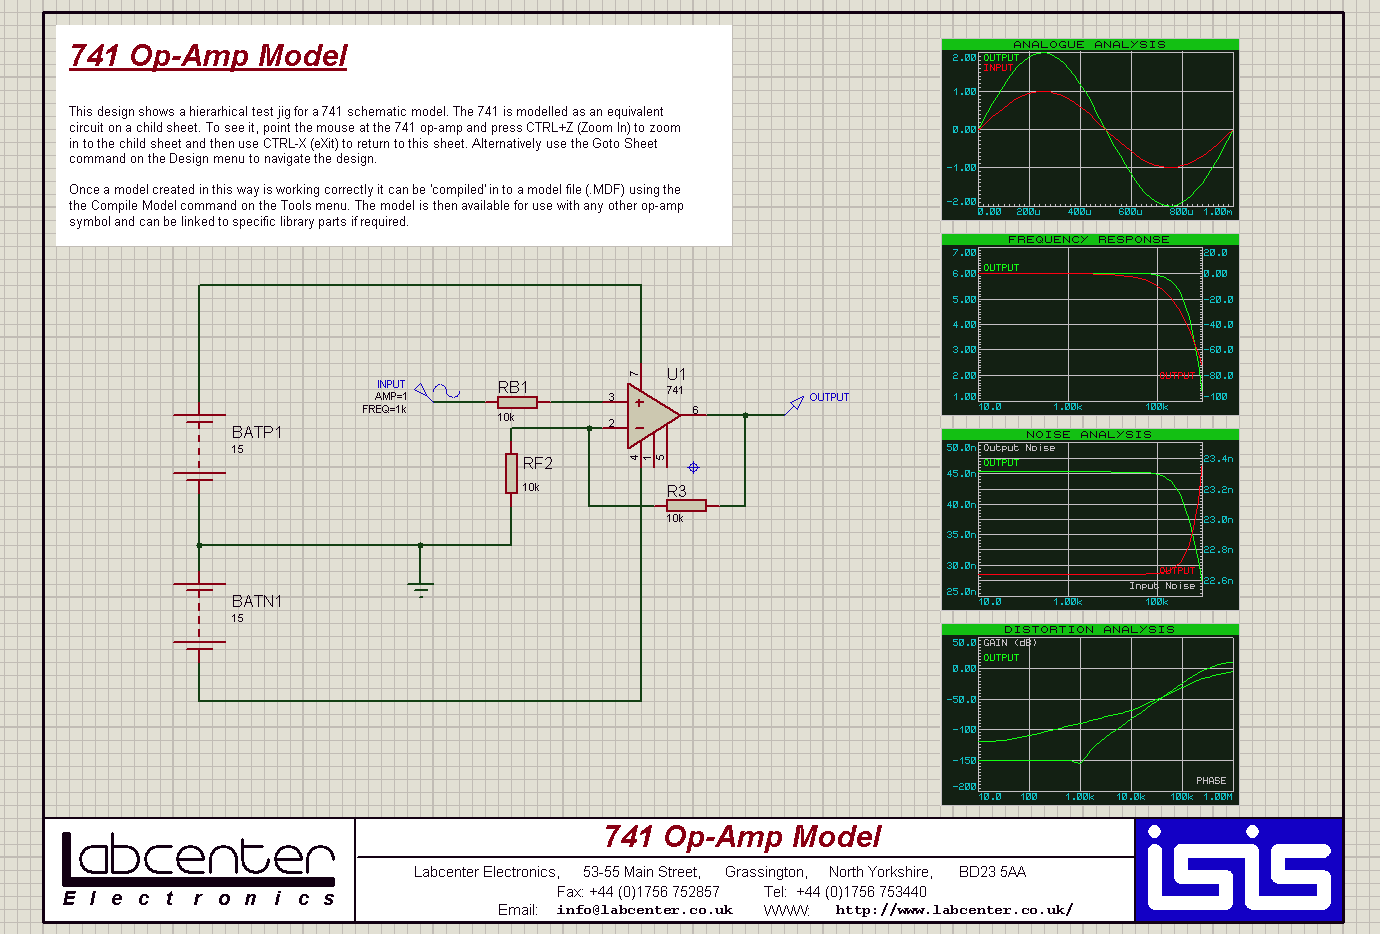 741 Op-Amp Model
This design shows a hierarhical test jig for a 741 schematic model. The 741 is modelled as an equivalent
circuit on a child sheet. To see it, point the mouse at the 741 op-amp and press CTRL+Z (Zoom In) to zoom
in to the child sheet and then use CTRL-X (eXit) to return to this sheet. Alternatively use the Goto Sheet
command on the Design menu to navigate the design.
Once a model created in this way is working correctly it can be 'compiled' in to a model file (.MDF) using the
the Compile Model command on the Tools menu. The model is then available for use with any other op-amp
symbol and can be linked to specific library parts if required.
INPUT
AMP=1
FREQ=1k
RB1
10k
3
2
7
4
1
5
6
U1
741
OUTPUT
RF2
10k
R3
10k
BATP1
15
BATN1
15
ANALOGUE ANALYSIS
OUTPUT
INPUT
2.00
1.00
0.00
-1.00
-2.00
0.00 200u 400u 600u 800u 1.00m
FREQUENCY RESPONSE
OUTPUT
7.00
6.00
5.00
4.00
3.00
2.00
1.00
20.0
0.00
-20.0
-40.0
-60.0
-80.0
-100
OUTPUT
10.0 1.00k 100k
NOISE ANALYSIS
Output Noise
OUTPUT
50.0n
45.0n
40.0n
35.0n
30.0n
25.0n
23.4n
23.2n
23.0n
22.8n
22.6n
OUTPUT
Input Noise
10.0 1.00k 100k
DISTORTION ANALYSIS
GAIN (dB)
OUTPUT
50.0
0.00
-50.0
-100
-150
-200
PHASE
10.0 100 1.00k 10.0k 100k 1.00M
Labcenter
Electronics
741 Op-Amp Model
Labcenter Electronics, 53-55 Main Street, Grassington, North Yorkshire, BD23 5AA
Fax: +44 (0)1756 752857 Tel: +44 (0)1756 753440
Email: info@labcenter.co.uk WWW: http://www.labcenter.co.uk/
isis